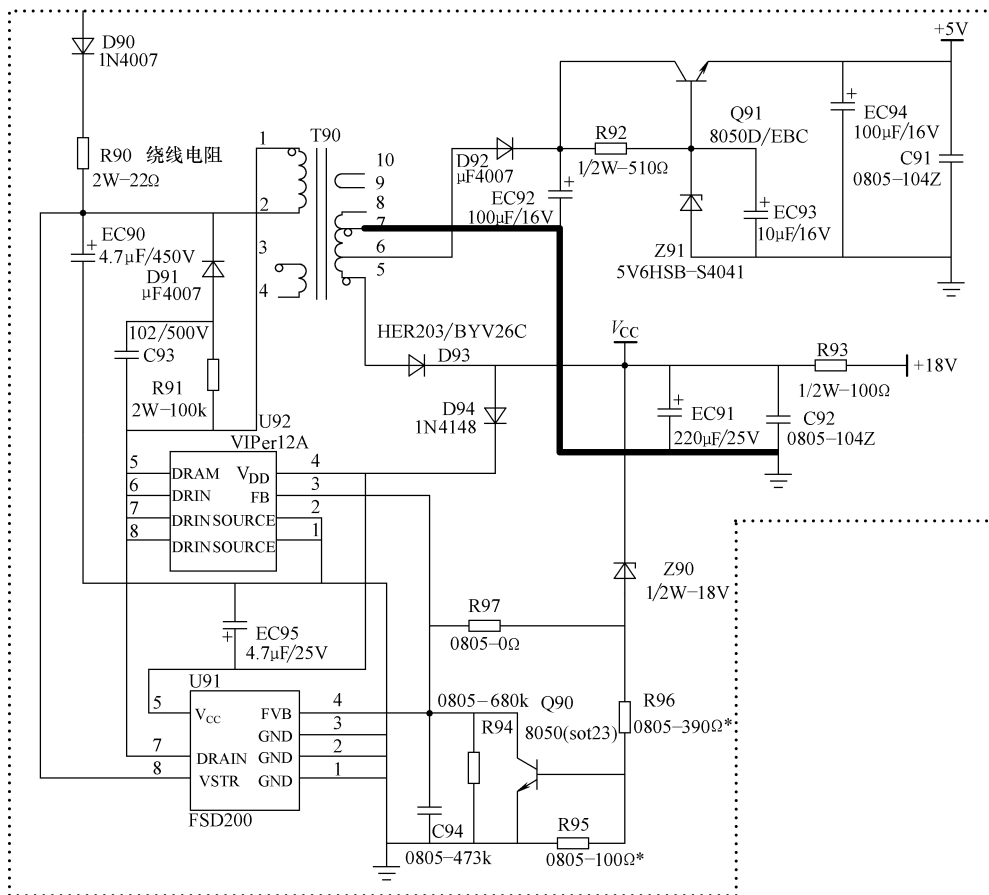 D90
1N4007
R90 绕线电阻
2W-22Ω
1
T90
10
9
8
7
6
5
2
3
4
EC90
4.7μF/450V
D91
μF4007
102/500V
C93
R91
2W-100k
D92
μF4007
EC92
100μF/16V
R92
1/2W-510Ω
Q91
8050D/EBC
Z91
5V6HSB-S4041
EC93
10μF/16V
EC94
100μF/16V
C91
0805-104Z
+5V
HER203/BYV26C
D93
D94
1N4148
VCC
R93
1/2W-100Ω
+18V
EC91
220μF/25V
C92
0805-104Z
U92
VIPer12A
5 DRAM VDD 4
6 DRIN FB 3
7 DRIN SOURCE 2
8 DRIN SOURCE 1
EC95
4.7μF/25V
Z90
1/2W-18V
R97
0805-0Ω
U91
5 VCC FVB 4
GND 3
7 DRAIN GND 2
8 VSTR GND 1
FSD200
0805-680k
R94
Q90
8050(sot23)
R96
0805-390Ω*
C94
0805-473k
R95
0805-100Ω*